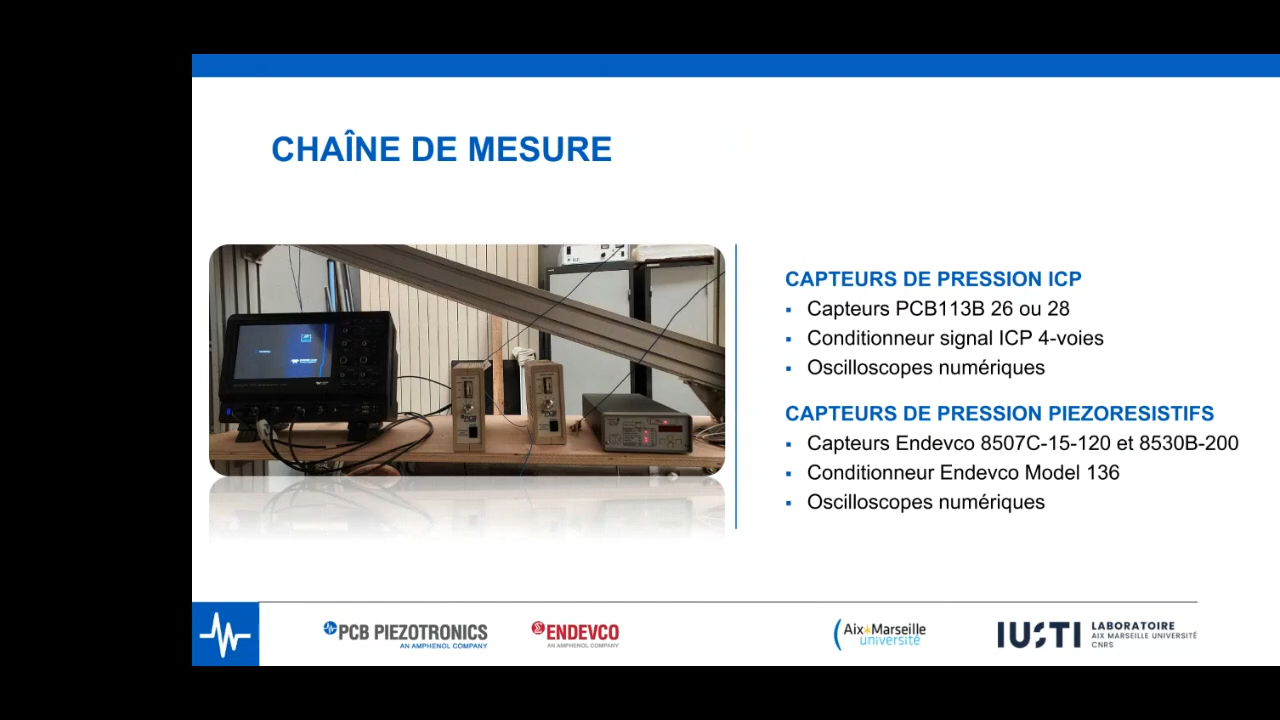 CHAÎNE DE MESURE
CAPTEURS DE PRESSION ICP
▪ Capteurs PCB113B 26 ou 28
▪ Conditionneur signal ICP 4-voies
▪ Oscilloscopes numériques
CAPTEURS DE PRESSION PIEZORESISTIFS
▪ Capteurs Endevco 8507C-15-120 et 8530B-200
▪ Conditionneur Endevco Model 136
▪ Oscilloscopes numériques
PCB PIEZOTRONICS
AN AMPHENOL COMPANY
ENDEVCO
AN AMPHENOL COMPANY
Aix Marseille
université
IUSTI
LABORATOIRE
AIX MARSEILLE UNIVERSITÉ
CNRS